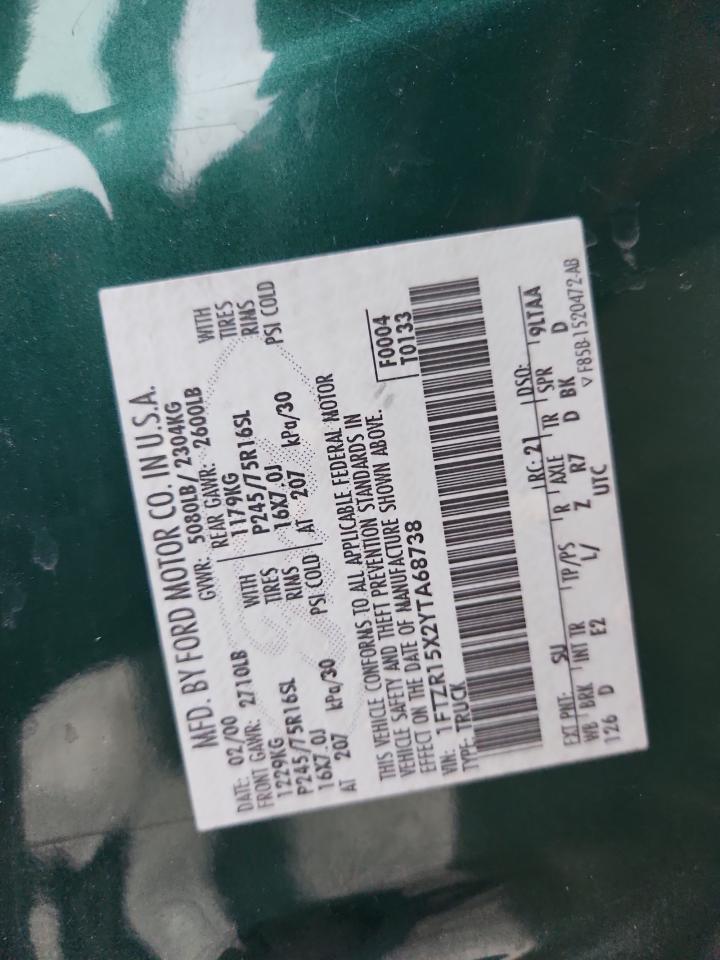 MFD. BY FORD MOTOR CO. IN U.S.A.
DATE: 02/00 GVWR: 5080LB/ 2304KG
FRONT GAWR: 2710LB REAR GAWR: 2600LB
1229KG WITH 1179KG WITH
P245/75R16SL TIRES P245/75R16SL TIRES
16X7.0J RIMS 16X7.0J RIMS
AT 207 kPa/30 PSI COLD AT 207 kPa/30 PSI COLD
THIS VEHICLE CONFORMS TO ALL APPLICABLE FEDERAL MOTOR
VEHICLE SAFETY AND THEFT PREVENTION STANDARDS IN
EFFECT ON THE DATE OF MANUFACTURE SHOWN ABOVE.
VIN: 1FTZR15X2YTA68738 F0004
TYPE: TRUCK T0133
EXT PNT: SU RC: 21 DSO: 9LTAA
WB BRK INT TR TP/PS R AXLE TR SPR
126 D E2 L/ Z R7 D BK D
UTC ▽ F85B-1520472-AB